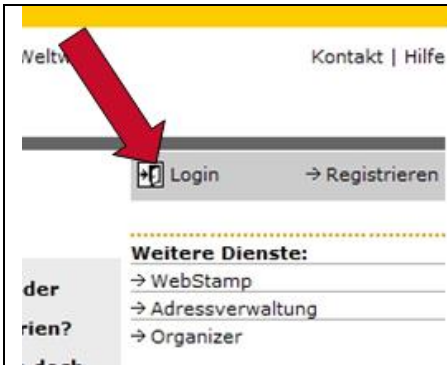 Kontakt | Hilfe
Login → Registrieren
Weitere Dienste:
→ WebStamp
der
→ Adressverwaltung
rien?
→ Organizer